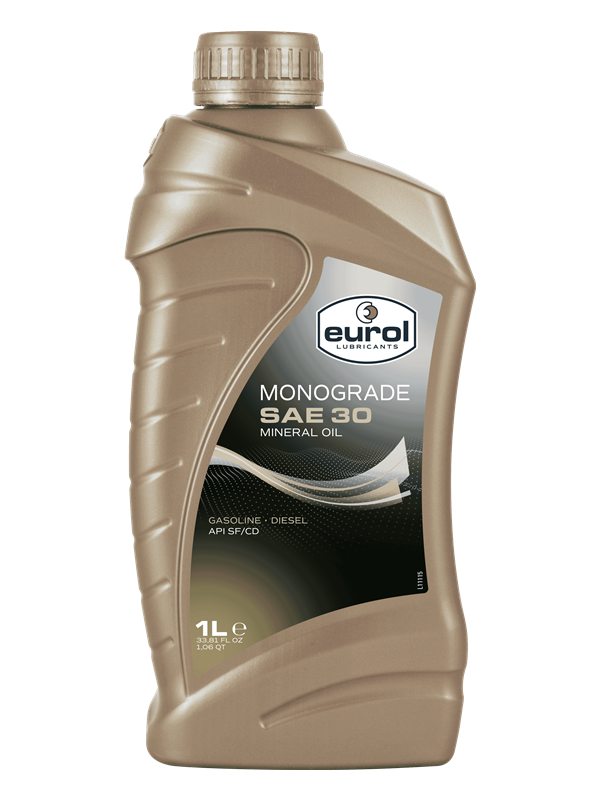 eurol
LUBRICANTS
MONOGRADE
SAE 30
MINERAL OIL
GASOLINE · DIESEL
API SF/CD
L11115
1L e
33,81 FL OZ
1,06 QT